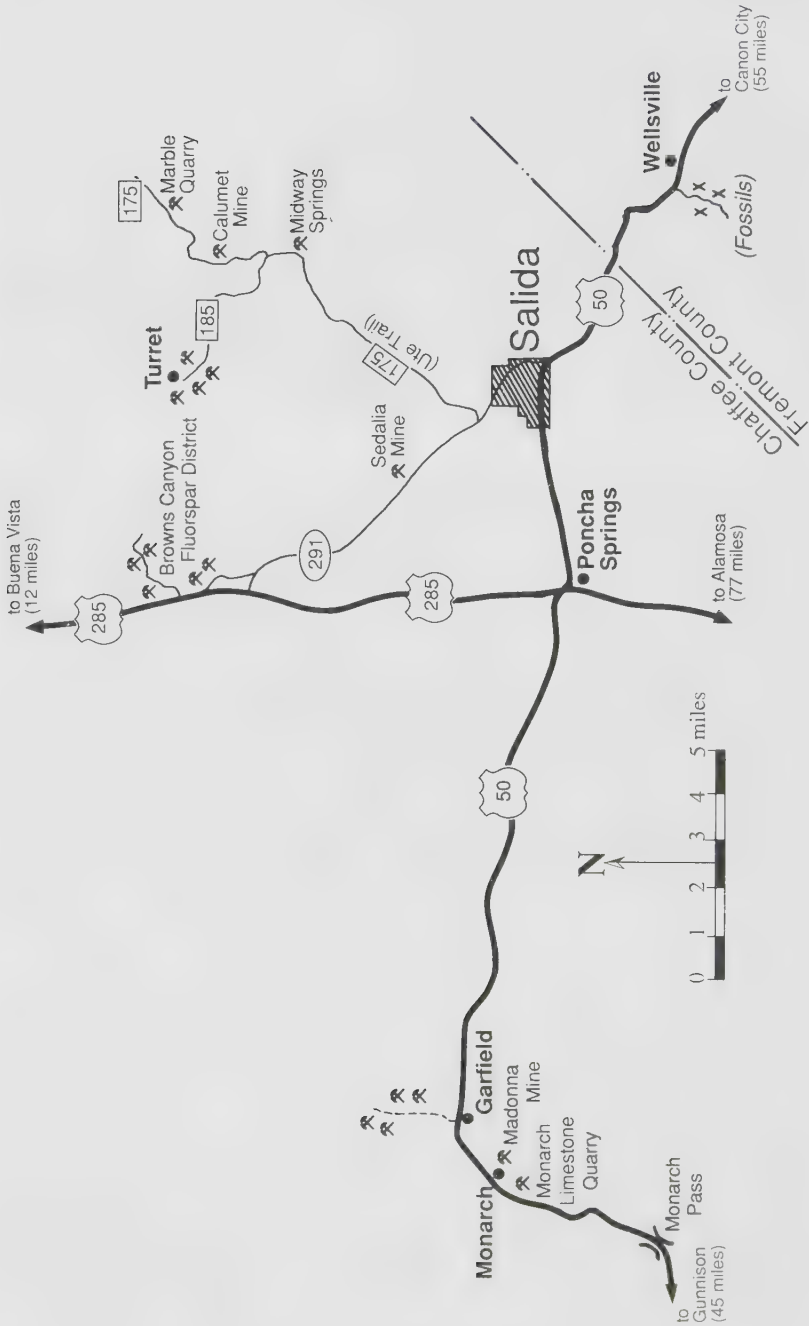 to Buena Vista
(12 miles)
285
Browns Canyon
Fluorspar District
Turret
185
175
Marble
Quarry
Calumet
Mine
Midway
Springs
175
(Ute Trail)
Sedalia
Mine
291
285
Salida
50
Chaffee County
Fremont County
Wellsville
(Fossils)
to
Canon City
(55 miles)
Poncha
Springs
to Alamosa
(77 miles)
50
Garfield
Monarch
Madonna
Mine
Monarch
Limestone
Quarry
Monarch
Pass
to
Gunnison
(45 miles)
N
0 1 2 3 4 5 miles